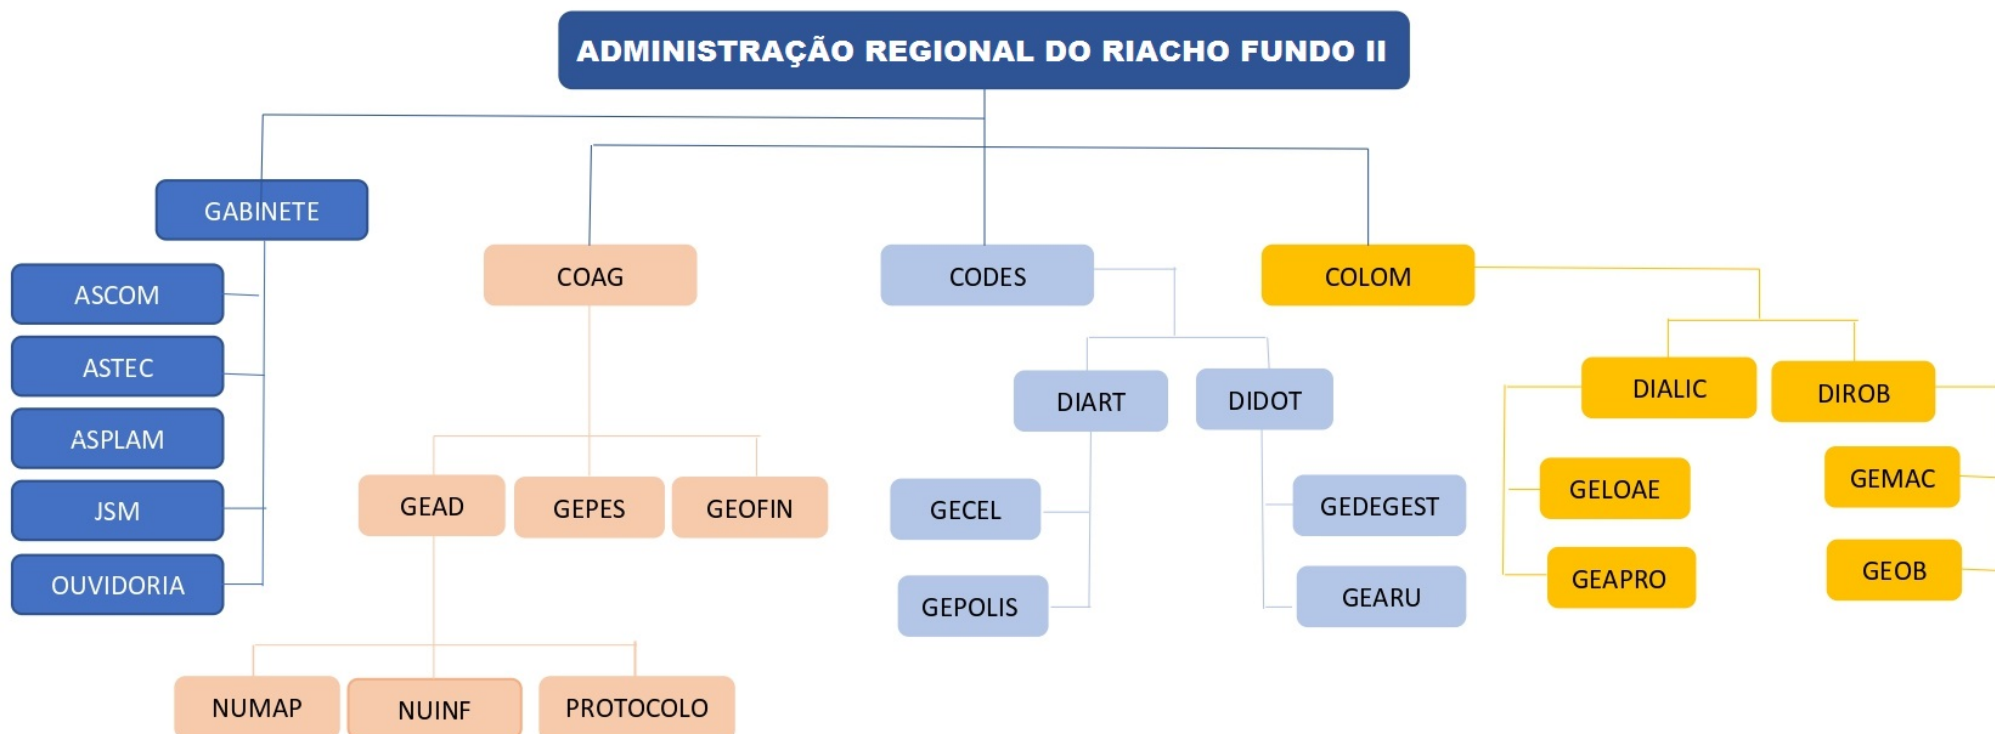 ADMINISTRAÇÃO REGIONAL DO RIACHO FUNDO II
GABINETE
ASCOM
ASTEC
ASPLAM
JSM
OUVIDORIA
COAG
GEAD
GEPES
GEOFIN
NUMAP
NUINF
PROTOCOLO
CODES
DIART
DIDOT
GECEL
GEPOLIS
GEDEGEST
GEARU
COLOM
DIALIC
DIROB
GELOAE
GEAPRO
GEMAC
GEOB